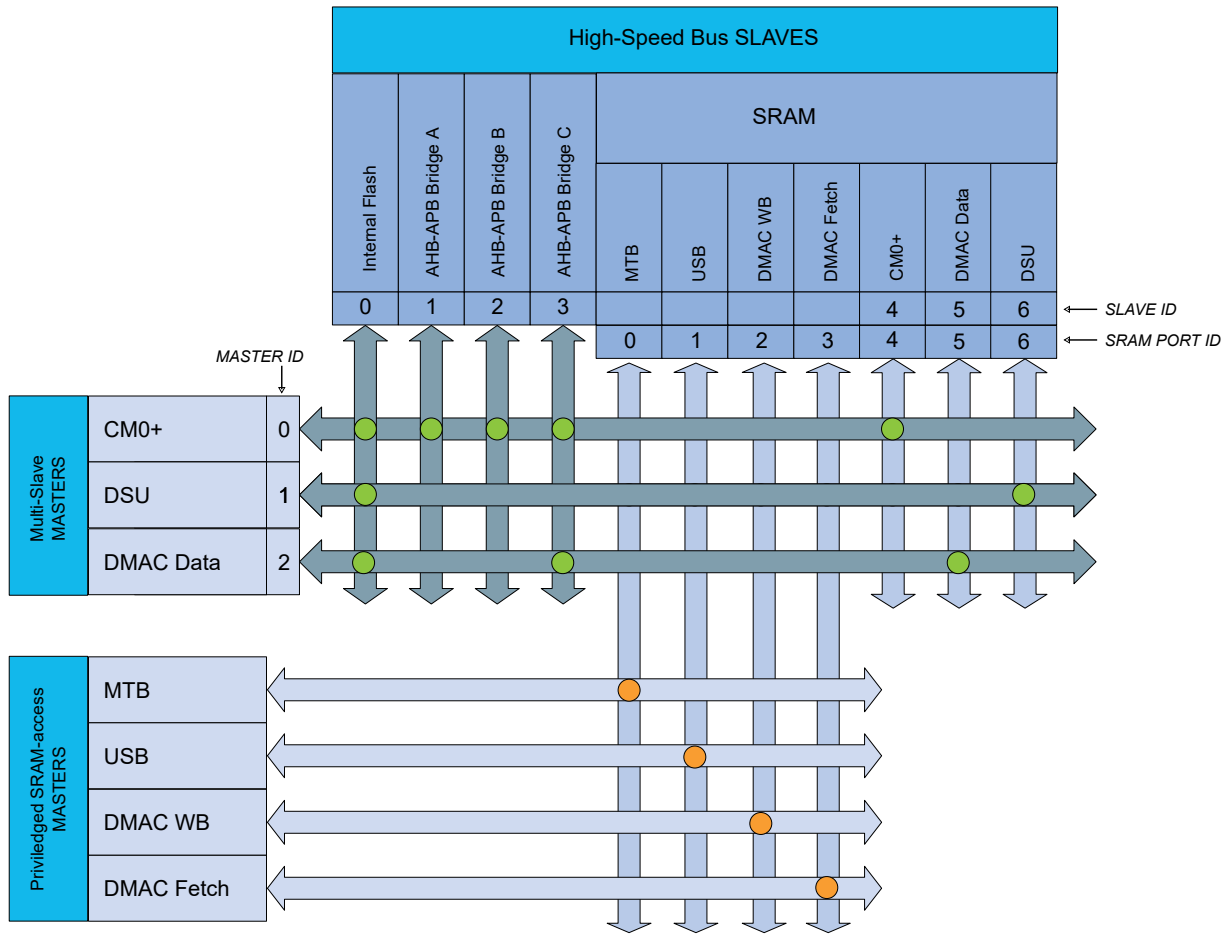 High-Speed Bus SLAVES
SRAM
Internal Flash
AHB-APB Bridge A
AHB-APB Bridge B
AHB-APB Bridge C
MTB
USB
DMAC WB
DMAC Fetch
CM0+
DMAC Data
DSU
0 1 2 3 4 5 6 SLAVE ID
0 1 2 3 4 5 6 SRAM PORT ID
MASTER ID
Multi-Slave
MASTERS
CM0+ 0
DSU 1
DMAC Data 2
Priviledged SRAM-access
MASTERS
MTB
USB
DMAC WB
DMAC Fetch